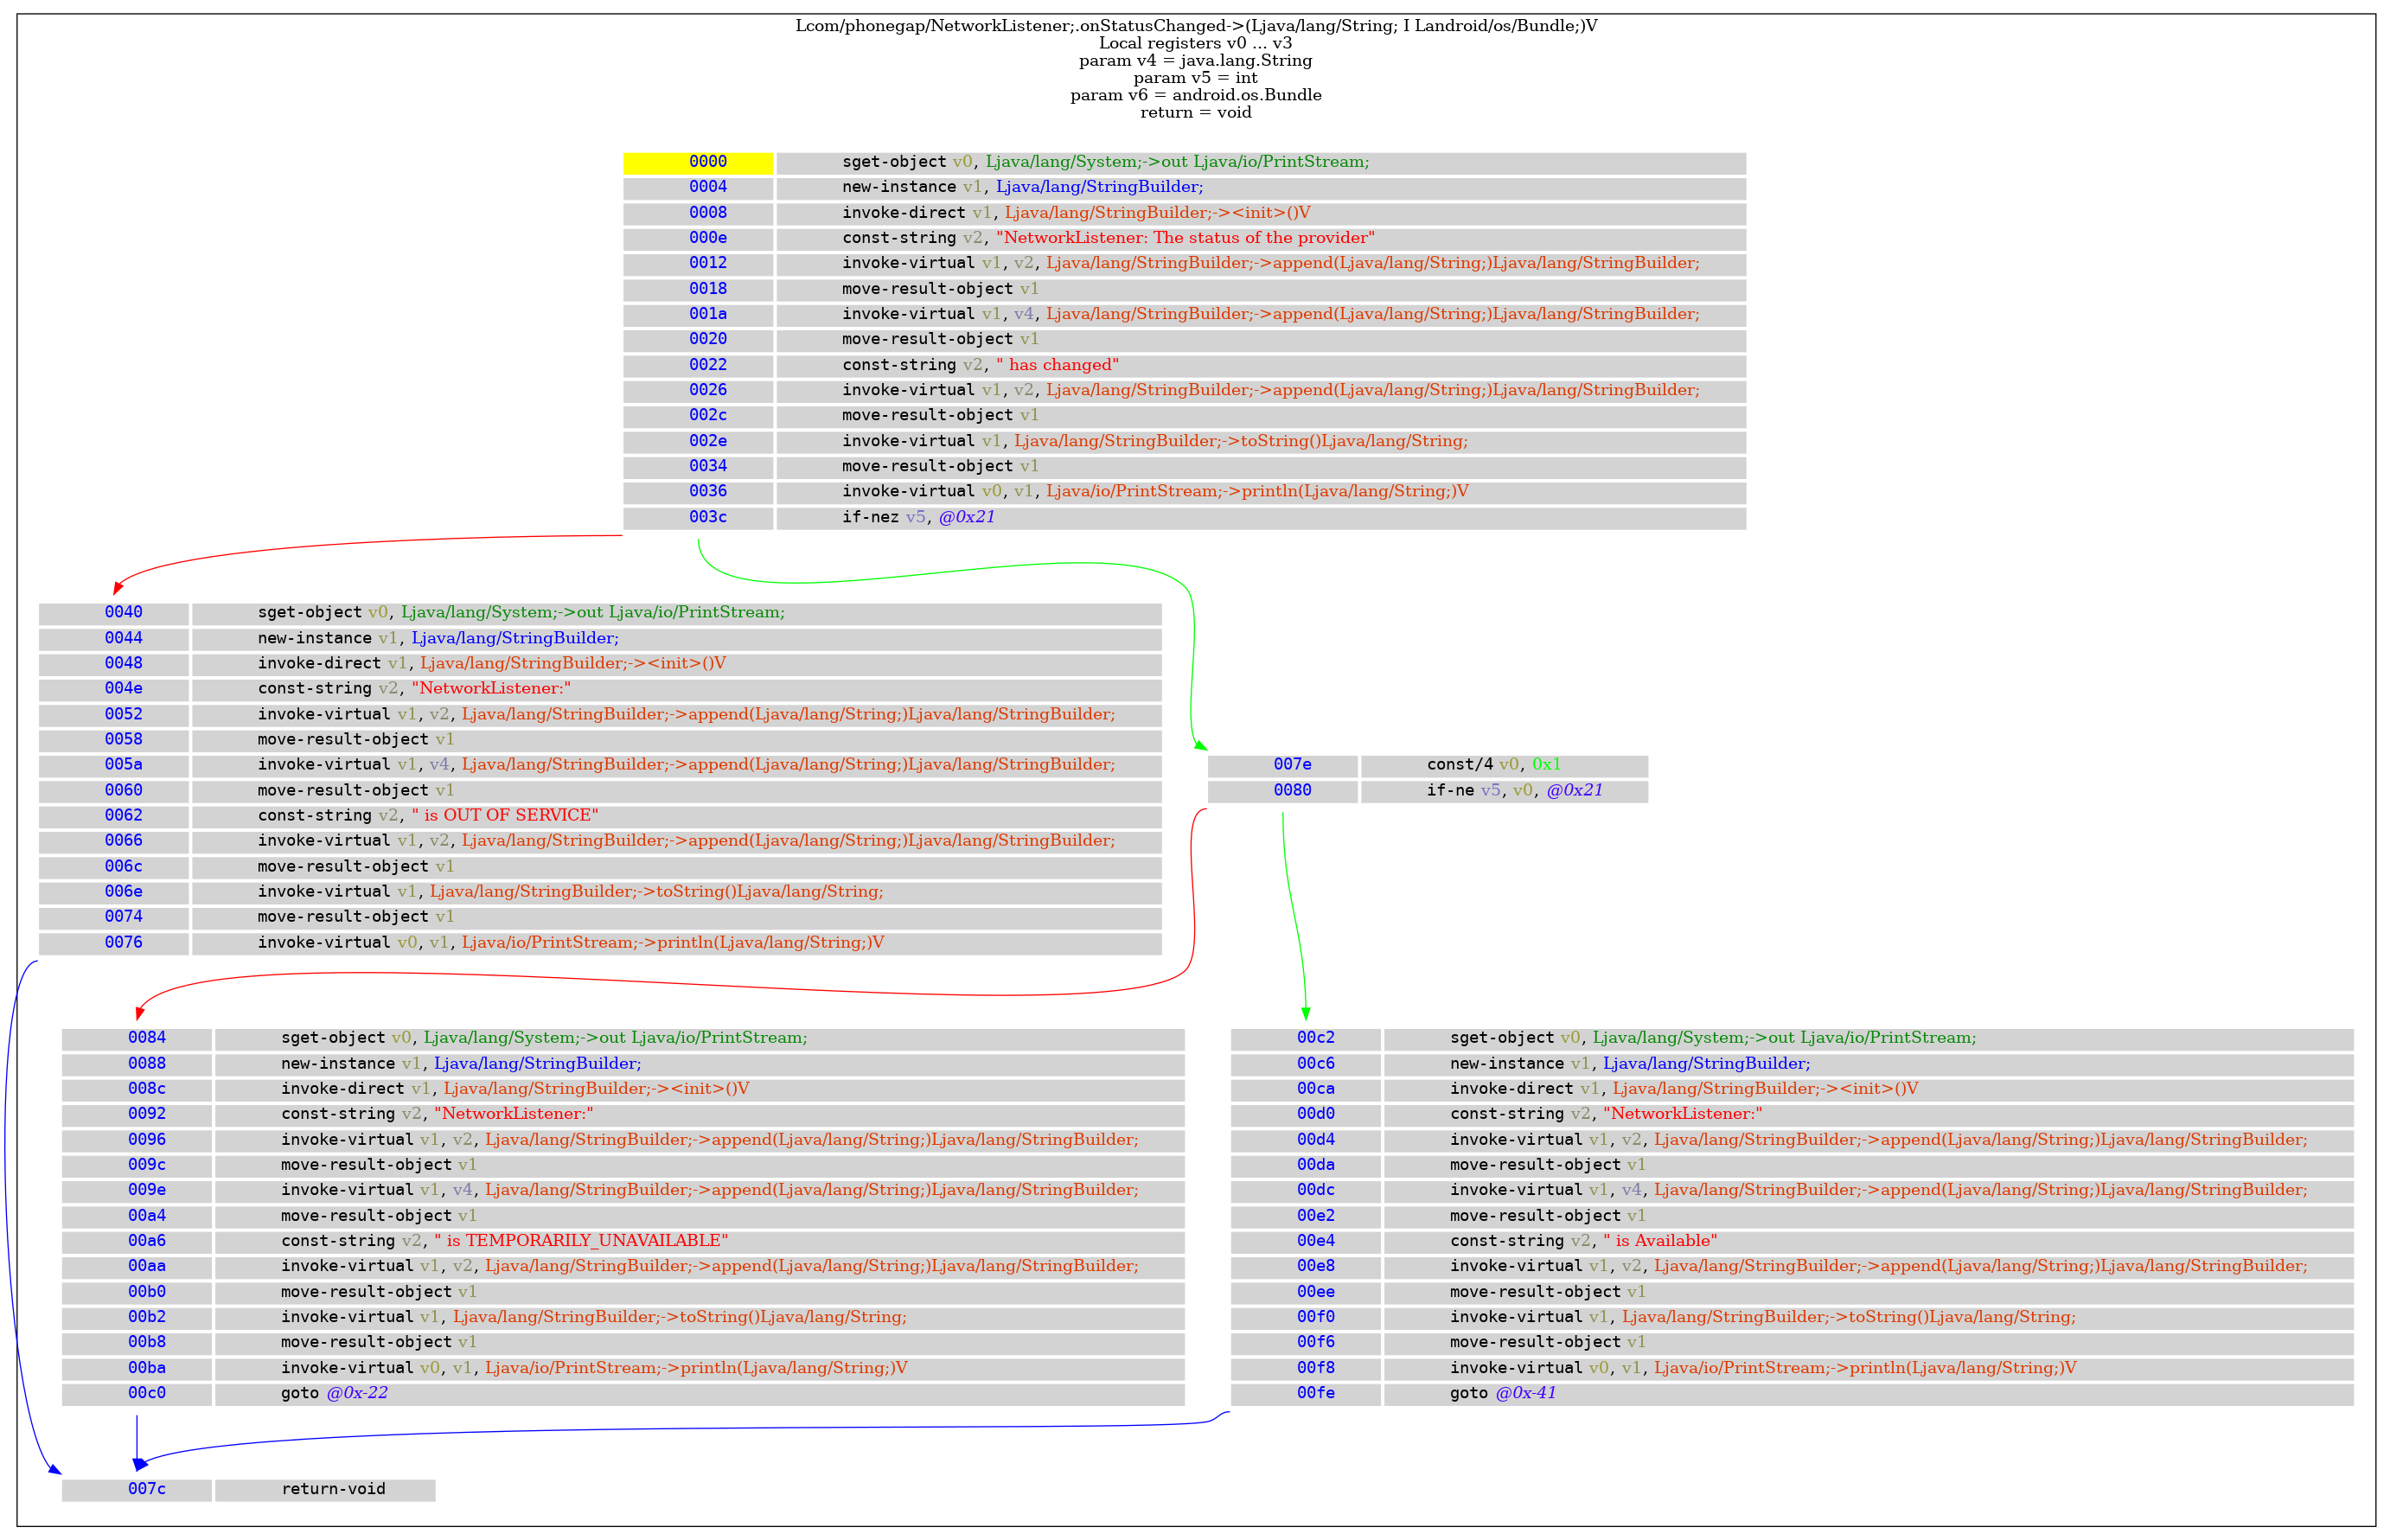 Lcom/phonegap/NetworkListener;.onStatusChanged->(Ljava/lang/String; I Landroid/os/Bundle;)V
Local registers v0 ... v3
param v4 = java.lang.String
param v5 = int
param v6 = android.os.Bundle
return = void
0000 sget-object v0, Ljava/lang/System;->out Ljava/io/PrintStream;
0004 new-instance v1, Ljava/lang/StringBuilder;
0008 invoke-direct v1, Ljava/lang/StringBuilder;-><init>()V
000e const-string v2, "NetworkListener: The status of the provider"
0012 invoke-virtual v1, v2, Ljava/lang/StringBuilder;->append(Ljava/lang/String;)Ljava/lang/StringBuilder;
0018 move-result-object v1
001a invoke-virtual v1, v4, Ljava/lang/StringBuilder;->append(Ljava/lang/String;)Ljava/lang/StringBuilder;
0020 move-result-object v1
0022 const-string v2, " has changed"
0026 invoke-virtual v1, v2, Ljava/lang/StringBuilder;->append(Ljava/lang/String;)Ljava/lang/StringBuilder;
002c move-result-object v1
002e invoke-virtual v1, Ljava/lang/StringBuilder;->toString()Ljava/lang/String;
0034 move-result-object v1
0036 invoke-virtual v0, v1, Ljava/io/PrintStream;->println(Ljava/lang/String;)V
003c if-nez v5, @0x21
0040 sget-object v0, Ljava/lang/System;->out Ljava/io/PrintStream;
0044 new-instance v1, Ljava/lang/StringBuilder;
0048 invoke-direct v1, Ljava/lang/StringBuilder;-><init>()V
004e const-string v2, "NetworkListener:"
0052 invoke-virtual v1, v2, Ljava/lang/StringBuilder;->append(Ljava/lang/String;)Ljava/lang/StringBuilder;
0058 move-result-object v1
005a invoke-virtual v1, v4, Ljava/lang/StringBuilder;->append(Ljava/lang/String;)Ljava/lang/StringBuilder;
0060 move-result-object v1
0062 const-string v2, " is OUT OF SERVICE"
0066 invoke-virtual v1, v2, Ljava/lang/StringBuilder;->append(Ljava/lang/String;)Ljava/lang/StringBuilder;
006c move-result-object v1
006e invoke-virtual v1, Ljava/lang/StringBuilder;->toString()Ljava/lang/String;
0074 move-result-object v1
0076 invoke-virtual v0, v1, Ljava/io/PrintStream;->println(Ljava/lang/String;)V
007e const/4 v0, 0x1
0080 if-ne v5, v0, @0x21
0084 sget-object v0, Ljava/lang/System;->out Ljava/io/PrintStream;
0088 new-instance v1, Ljava/lang/StringBuilder;
008c invoke-direct v1, Ljava/lang/StringBuilder;-><init>()V
0092 const-string v2, "NetworkListener:"
0096 invoke-virtual v1, v2, Ljava/lang/StringBuilder;->append(Ljava/lang/String;)Ljava/lang/StringBuilder;
009c move-result-object v1
009e invoke-virtual v1, v4, Ljava/lang/StringBuilder;->append(Ljava/lang/String;)Ljava/lang/StringBuilder;
00a4 move-result-object v1
00a6 const-string v2, " is TEMPORARILY_UNAVAILABLE"
00aa invoke-virtual v1, v2, Ljava/lang/StringBuilder;->append(Ljava/lang/String;)Ljava/lang/StringBuilder;
00b0 move-result-object v1
00b2 invoke-virtual v1, Ljava/lang/StringBuilder;->toString()Ljava/lang/String;
00b8 move-result-object v1
00ba invoke-virtual v0, v1, Ljava/io/PrintStream;->println(Ljava/lang/String;)V
00c0 goto @0x-22
00c2 sget-object v0, Ljava/lang/System;->out Ljava/io/PrintStream;
00c6 new-instance v1, Ljava/lang/StringBuilder;
00ca invoke-direct v1, Ljava/lang/StringBuilder;-><init>()V
00d0 const-string v2, "NetworkListener:"
00d4 invoke-virtual v1, v2, Ljava/lang/StringBuilder;->append(Ljava/lang/String;)Ljava/lang/StringBuilder;
00da move-result-object v1
00dc invoke-virtual v1, v4, Ljava/lang/StringBuilder;->append(Ljava/lang/String;)Ljava/lang/StringBuilder;
00e2 move-result-object v1
00e4 const-string v2, " is Available"
00e8 invoke-virtual v1, v2, Ljava/lang/StringBuilder;->append(Ljava/lang/String;)Ljava/lang/StringBuilder;
00ee move-result-object v1
00f0 invoke-virtual v1, Ljava/lang/StringBuilder;->toString()Ljava/lang/String;
00f6 move-result-object v1
00f8 invoke-virtual v0, v1, Ljava/io/PrintStream;->println(Ljava/lang/String;)V
00fe goto @0x-41
007c return-void